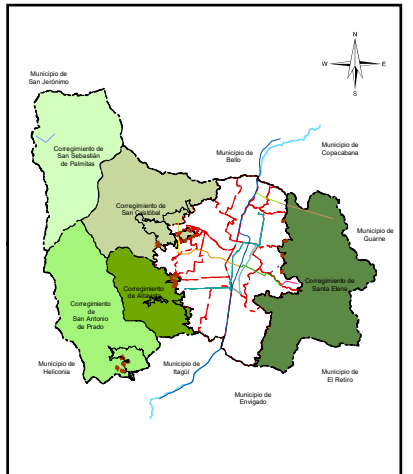 N
W
E
S
Municipio de
San Jerónimo
Municipio de
Copacabana
Municipio de
Bello
Corregimiento de
San Sebastián
de Palmitas
Corregimiento de
San Cristóbal
Municipio de
Guarne
Corregimiento de
Santa Elena
Corregimiento
de Altavista
Corregimiento
de
San Antonio
de Prado
Municipio de
Heliconia
Municipio de
Itagüí
Municipio de
El Retiro
Municipio de
Envigado